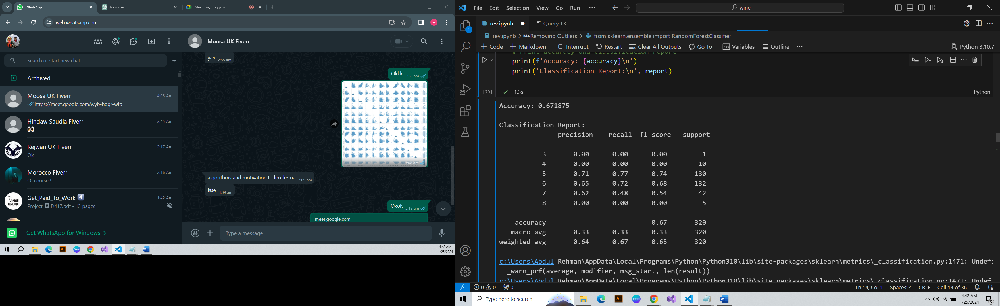 WhatsApp
New chat
Meet - wyb-hggr-wfb
web.whatsapp.com
A
Moosa UK Fiverr
Search or start new chat
Archived
Moosa UK Fiverr
4:05 Am
https://meet.google.com/wyb-hggr-wfb
Hindaw Saudia Fiverr
3:45 Am
👀
Rejwan UK Fiverr
2:17 AM
Ok
Morocco Fiverr
2:16 AM
Of course !
Get_Paid_To_Work 4
1:42 AM
Project: D417.pdf • 13 pages
Get WhatsApp for Windows >
yes 2:55 am
Okkk 2:55 am
3:08 am
algorithms and motivation to link kerna 3:09 am
isse 3:09 am
Okok 3:12 am
meet.google.com
Type a message
4:42 AM
1/25/2024
File Edit Selection View Go Run ...
wine
rev.ipynb
Query.TXT
rev.ipynb > M↓Removing Outliers > from sklearn.ensemble import RandomForestClassifier
+ Code + Markdown Interrupt Restart Clear All Outputs Go To Variables Outline ...
Python 3.10.7
1
# Print accuracy and classification report
print(f'Accuracy: {accuracy}\n')
print('Classification Report:\n', report)
[79] 1.3s
Python
Accuracy: 0.671875
Classification Report:
precision recall f1-score support
3 0.00 0.00 0.00 1
4 0.00 0.00 0.00 10
5 0.71 0.77 0.74 130
6 0.65 0.72 0.68 132
7 0.62 0.48 0.54 42
8 0.00 0.00 0.00 5
accuracy 0.67 320
macro avg 0.33 0.33 0.33 320
weighted avg 0.64 0.67 0.65 320
c:\Users\Abdul Rehman\AppData\Local\Programs\Python\Python310\lib\site-packages\sklearn\metrics\_classification.py:1471: Undefi
_warn_prf(average, modifier, msg_start, len(result))
c:\Users\Abdul Rehman\AppData\Local\Programs\Python\Python310\lib\site-packages\sklearn\metrics\_classification.py:1471: Undefi
0 0 0
Ln 14, Col 1 Spaces: 4 CRLF Cell 14 of 36
Type here to search
4:42 AM
1/25/2024
3